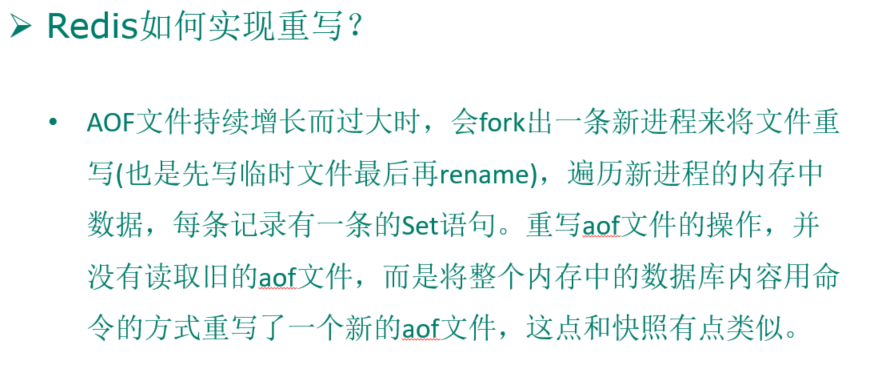 ➢ Redis如何实现重写？
• AOF文件持续增长而过大时，会fork出一条新进程来将文件重
写(也是先写临时文件最后再rename)，遍历新进程的内存中
数据，每条记录有一条的Set语句。重写aof文件的操作，并
没有读取旧的aof文件，而是将整个内存中的数据库内容用命
令的方式重写了一个新的aof文件，这点和快照有点类似。